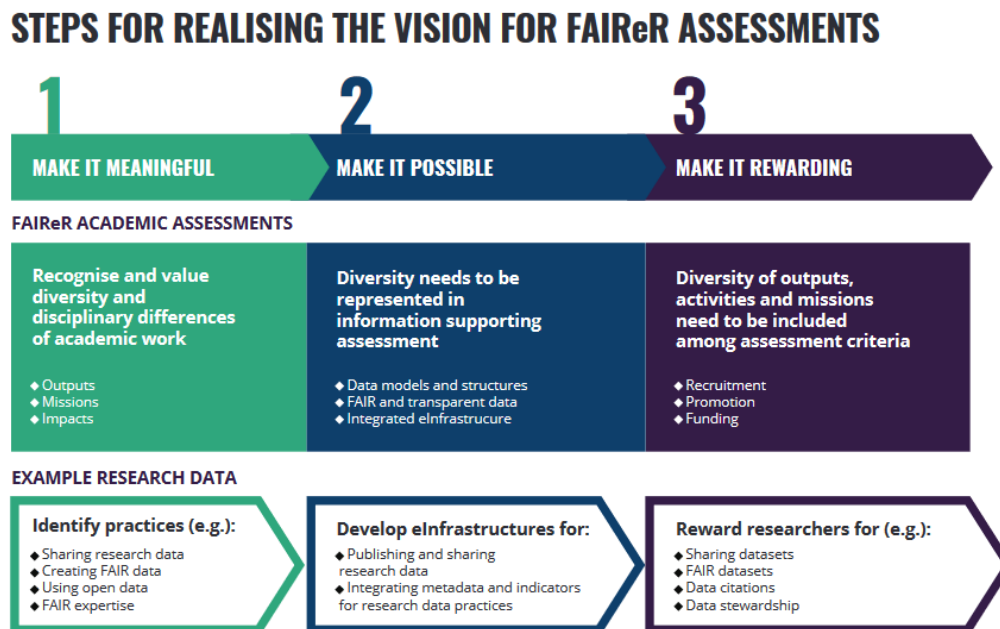 STEPS FOR REALISING THE VISION FOR FAIReR ASSESSMENTS
1
2
3
MAKE IT MEANINGFUL
MAKE IT POSSIBLE
MAKE IT REWARDING
FAIReR ACADEMIC ASSESSMENTS
Recognise and value
diversity and
disciplinary differences
of academic work
◆ Outputs
◆ Missions
◆ Impacts
Diversity needs to be
represented in
information supporting
assessment
◆ Data models and structures
◆ FAIR and transparent data
◆ Integrated eInfrastrucure
Diversity of outputs,
activities and missions
need to be included
among assessment criteria
◆ Recruitment
◆ Promotion
◆ Funding
EXAMPLE RESEARCH DATA
Identify practices (e.g.):
◆ Sharing research data
◆ Creating FAIR data
◆ Using open data
◆ FAIR expertise
Develop eInfrastructures for:
◆ Publishing and sharing
research data
◆ Integrating metadata and indicators
for research data practices
Reward researchers for (e.g.):
◆ Sharing datasets
◆ FAIR datasets
◆ Data citations
◆ Data stewardship